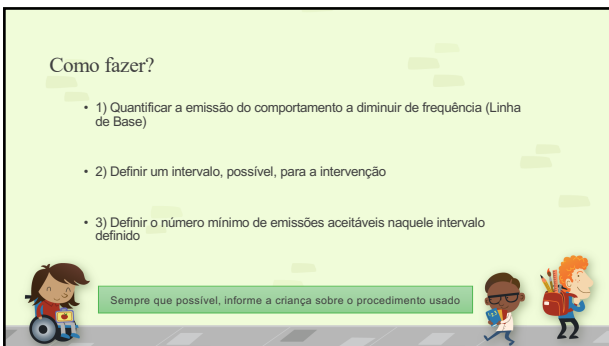 Como fazer?
• 1) Quantificar a emissão do comportamento a diminuir de frequência (Linha
de Base)
• 2) Definir um intervalo, possível, para a intervenção
• 3) Definir o número mínimo de emissões aceitáveis naquele intervalo
definido
Sempre que possível, informe a criança sobre o procedimento usado